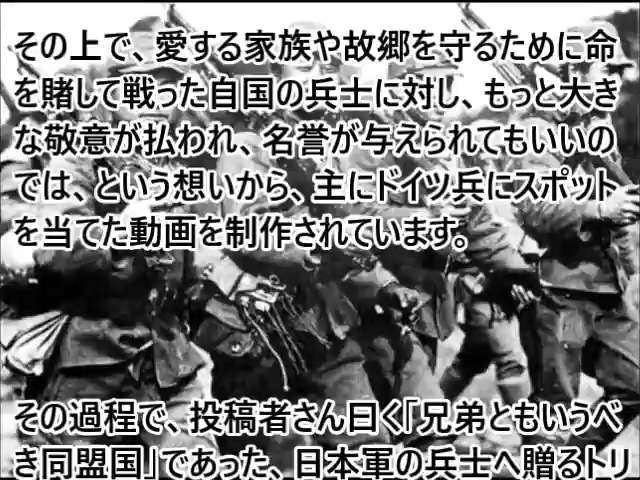 その上で、愛する家族や故郷を守るために命
を賭して戦った自国の兵士に対し、もっと大き
な敬意が払われ、名誉が与えられてもいいの
では、という想いから、主にドイツ兵にスポット
を当てた動画を制作されています。
その過程で、投稿者さん曰く「兄弟ともいうべ
き同盟国」であった、日本軍の兵士へ贈るトリ